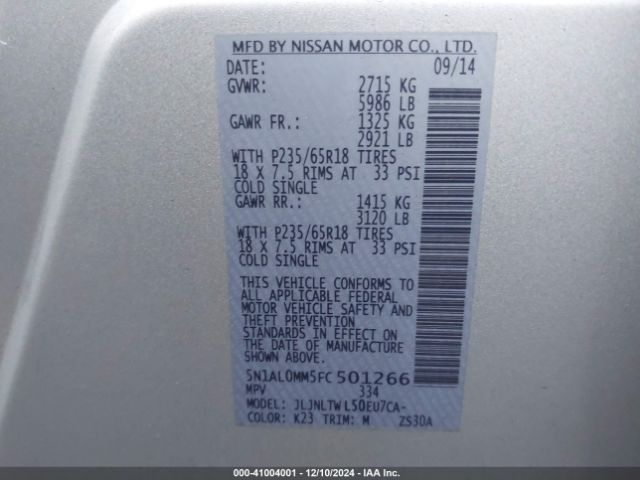 MFD BY NISSAN MOTOR CO., LTD.
DATE: 09/14
GVWR: 2715 KG
5986 LB
GAWR FR.: 1325 KG
2921 LB
WITH P235/65R18 TIRES
18 X 7.5 RIMS AT 33 PSI
COLD SINGLE
GAWR RR.: 1415 KG
3120 LB
WITH P235/65R18 TIRES
18 X 7.5 RIMS AT 33 PSI
COLD SINGLE
THIS VEHICLE CONFORMS TO
ALL APPLICABLE FEDERAL
MOTOR VEHICLE SAFETY AND
THEFT PREVENTION
STANDARDS IN EFFECT ON
THE DATE OF MANUFACTURE
SHOWN ABOVE.
5N1AL0MM5FC501266
MPV 334
MODEL: JLJNLTWL50EU7CA-
COLOR: K23 TRIM: M ZS30A
000-41004001 | 12/10/2024 - IAA Inc.